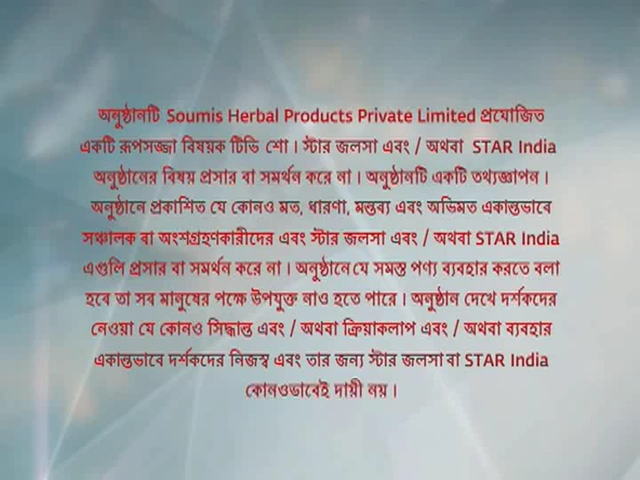 অনুষ্ঠানটি Soumis Herbal Products Private Limited প্রযোজিত
একটি রূপসজ্জা বিষয়ক টিভি শো। স্টার জলসা এবং / অথবা STAR India
অনুষ্ঠানের বিষয় প্রসার বা সমর্থন করে না। অনুষ্ঠানটি একটি তথ্যজ্ঞাপন।
অনুষ্ঠানে প্রকাশিত যে কোনও মত, ধারণা, মন্তব্য এবং অভিমত একান্তভাবে
সঞ্চালক বা অংশগ্রহণকারীদের এবং স্টার জলসা এবং / অথবা STAR India
এগুলি প্রসার বা সমর্থন করে না। অনুষ্ঠানে যে সমস্ত পণ্য ব্যবহার করতে বলা
হবে তা সব মানুষের পক্ষে উপযুক্ত নাও হতে পারে। অনুষ্ঠান দেখে দর্শকদের
নেওয়া যে কোনও সিদ্ধান্ত এবং / অথবা ক্রিয়াকলাপ এবং / অথবা ব্যবহার
একান্তভাবে দর্শকদের নিজস্ব এবং তার জন্য স্টার জলসা বা STAR India
কোনওভাবেই দায়ী নয়।